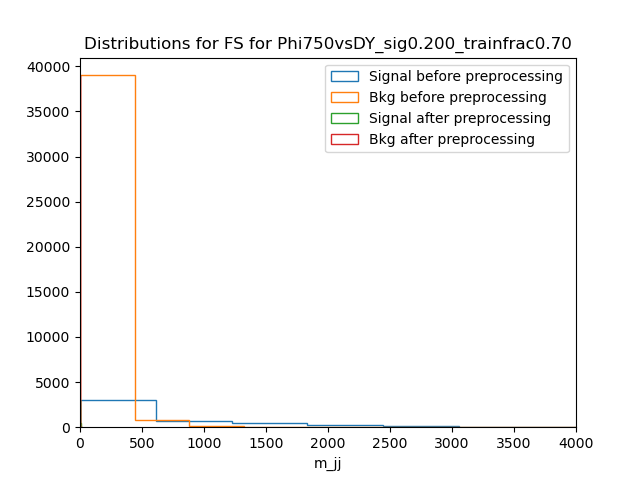 Distributions for FS for Phi750vsDY_sig0.200_trainfrac0.70
40000
35000
30000
25000
20000
15000
10000
5000
0
Signal before preprocessing
Bkg before preprocessing
Signal after preprocessing
Bkg after preprocessing
0 500 1000 1500 2000 2500 3000 3500 4000
m_jj